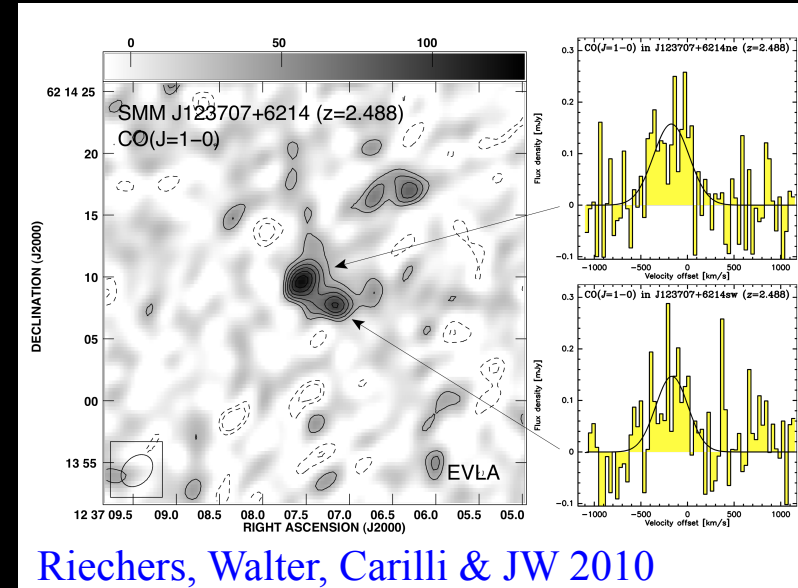 0 50 100
SMM J123707+6214 (z=2.488)
CO(J=1−0)
EVLA
DECLINATION (J2000)
62 14 25
20
15
10
05
00
13 55
12 37 09.5 09.0 08.5 08.0 07.5 07.0 06.5 06.0 05.5 05.0
RIGHT ASCENSION (J2000)
CO(J=1−0) in J123707+6214ne (z=2.488)
Flux density [mJy]
0.3
0.2
0.1
0
−0.1
−1000 −500 0 500 1000
Velocity offset [km/s]
CO(J=1−0) in J123707+6214sw (z=2.488)
Flux density [mJy]
0.3
0.2
0.1
0
−0.1
−1000 −500 0 500 1000
Velocity offset [km/s]
Riechers, Walter, Carilli & JW 2010